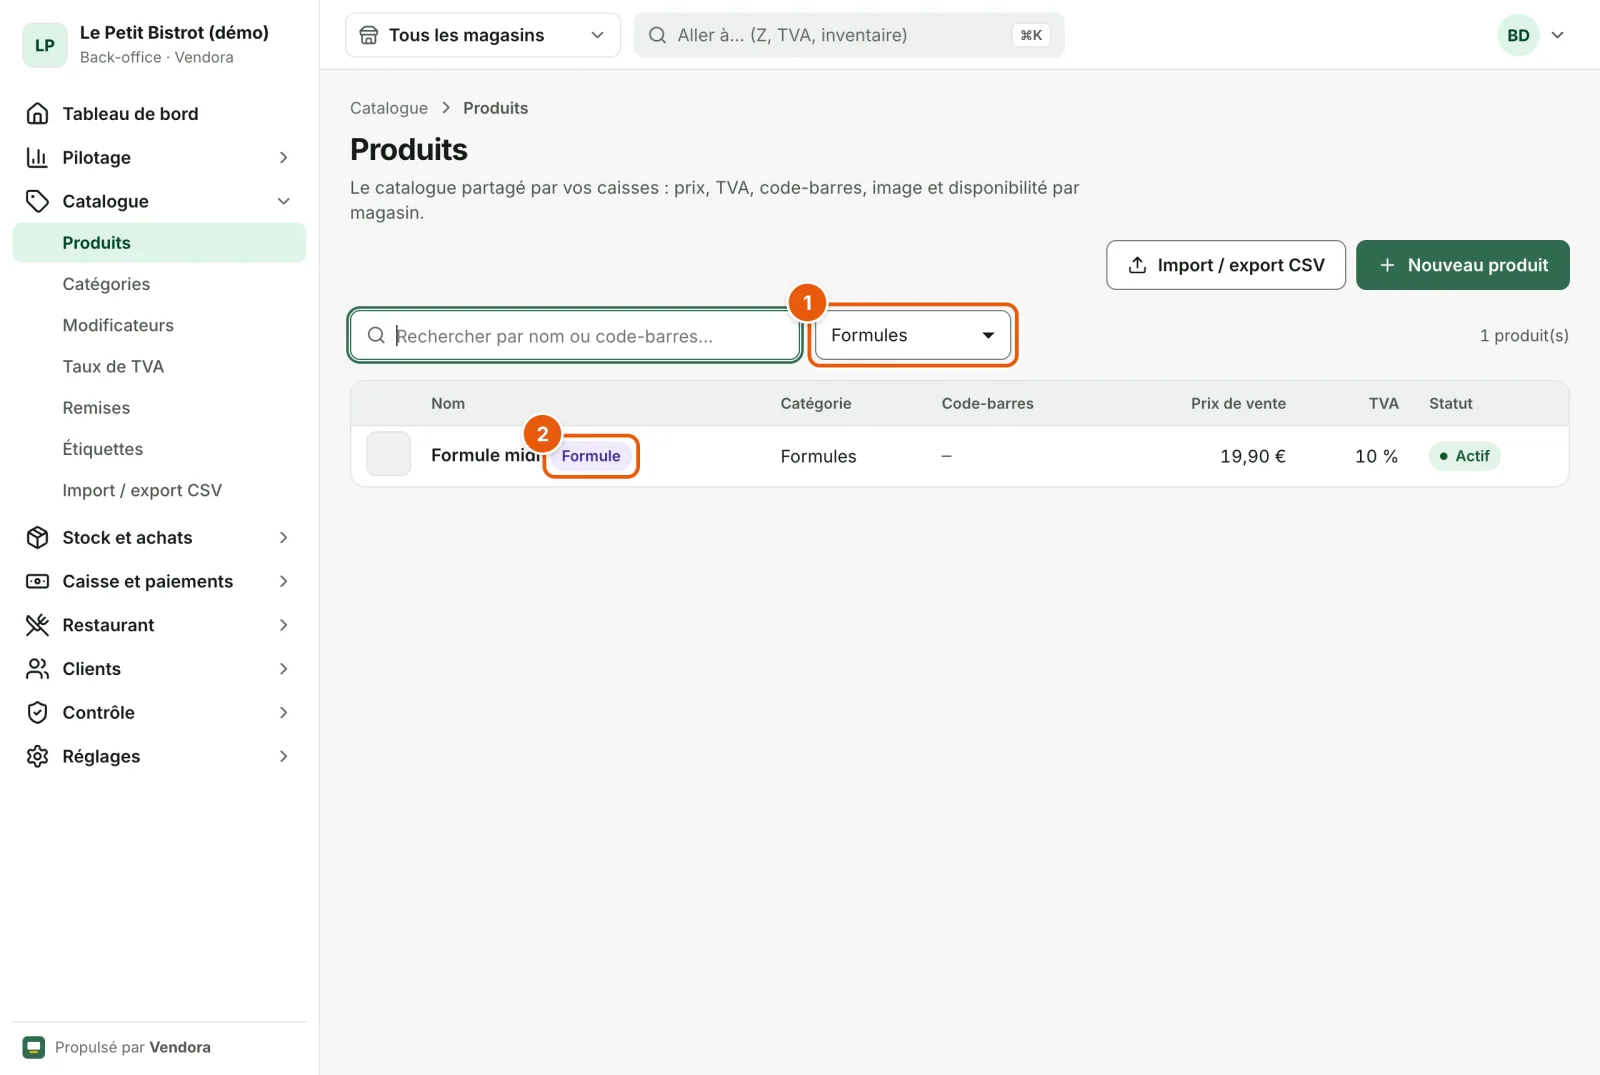 LP
Le Petit Bistrot (démo)
Back-office · Vendora
Tableau de bord
Pilotage
Catalogue
Produits
Catégories
Modificateurs
Taux de TVA
Remises
Étiquettes
Import / export CSV
Stock et achats
Caisse et paiements
Restaurant
Clients
Contrôle
Réglages
Propulsé par Vendora
Tous les magasins
Aller à... (Z, TVA, inventaire)
⌘K
BD
Catalogue > Produits
Produits
Le catalogue partagé par vos caisses : prix, TVA, code-barres, image et disponibilité par
magasin.
Import / export CSV
+ Nouveau produit
Rechercher par nom ou code-barres...
1
Formules
1 produit(s)
Nom Catégorie Code-barres Prix de vente TVA Statut
2
Formule midi Formule Formules – 19,90 € 10 % Actif